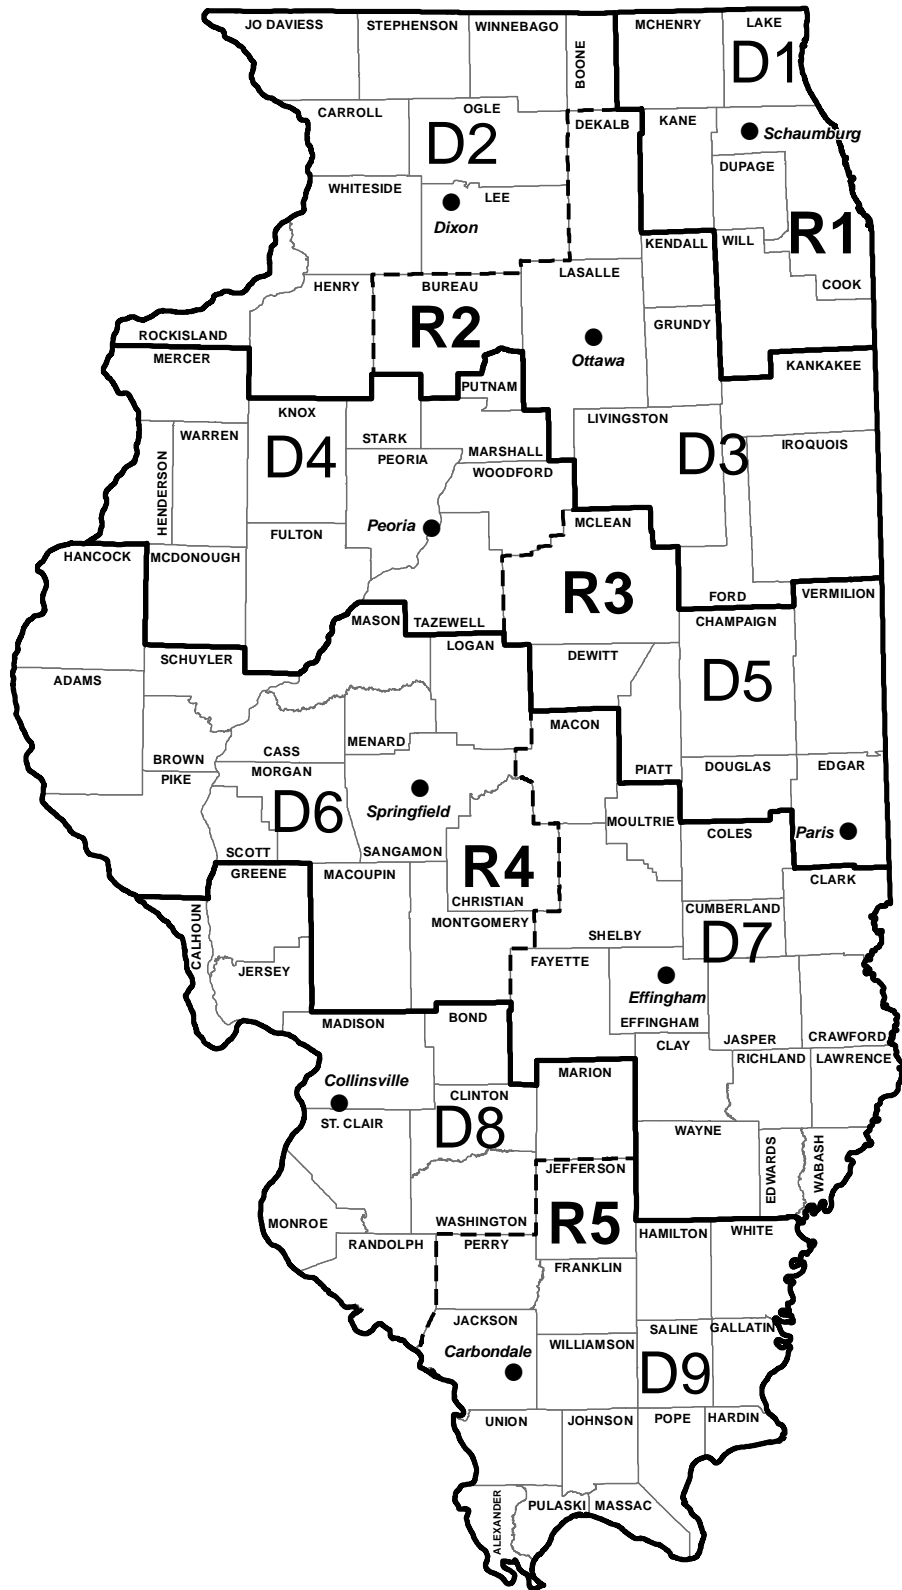 JO DAVIESS
STEPHENSON
WINNEBAGO
BOONE
MCHENRY
LAKE
D1
CARROLL
OGLE
D2
DEKALB
KANE
Schaumburg
DUPAGE
WHITESIDE
LEE
Dixon
R1
KENDALL
WILL
COOK
HENRY
BUREAU
LASALLE
R2
GRUNDY
ROCKISLAND
Ottawa
MERCER
PUTNAM
KANKAKEE
KNOX
LIVINGSTON
WARREN
STARK
D4
D3
IROQUOIS
PEORIA
MARSHALL
WOODFORD
HENDERSON
Peoria
FULTON
MCLEAN
HANCOCK
MCDONOUGH
R3
FORD
VERMILION
MASON
TAZEWELL
CHAMPAIGN
LOGAN
SCHUYLER
DEWITT
ADAMS
D5
MACON
MENARD
CASS
BROWN
PIKE
MORGAN
PIATT
DOUGLAS
EDGAR
Springfield
D6
MOULTRIE
COLES
Paris
SCOTT
SANGAMON
R4
GREENE
MACOUPIN
CLARK
CHRISTIAN
CUMBERLAND
MONTGOMERY
CALHOUN
SHELBY
D7
FAYETTE
JERSEY
Effingham
EFFINGHAM
MADISON
BOND
JASPER
CRAWFORD
CLAY
RICHLAND
LAWRENCE
MARION
Collinsville
CLINTON
ST. CLAIR
D8
WAYNE
EDWARDS
WABASH
JEFFERSON
MONROE
WASHINGTON
R5
HAMILTON
WHITE
RANDOLPH
PERRY
FRANKLIN
JACKSON
SALINE
GALLATIN
Carbondale
WILLIAMSON
D9
UNION
JOHNSON
POPE
HARDIN
ALEXANDER
PULASKI
MASSAC